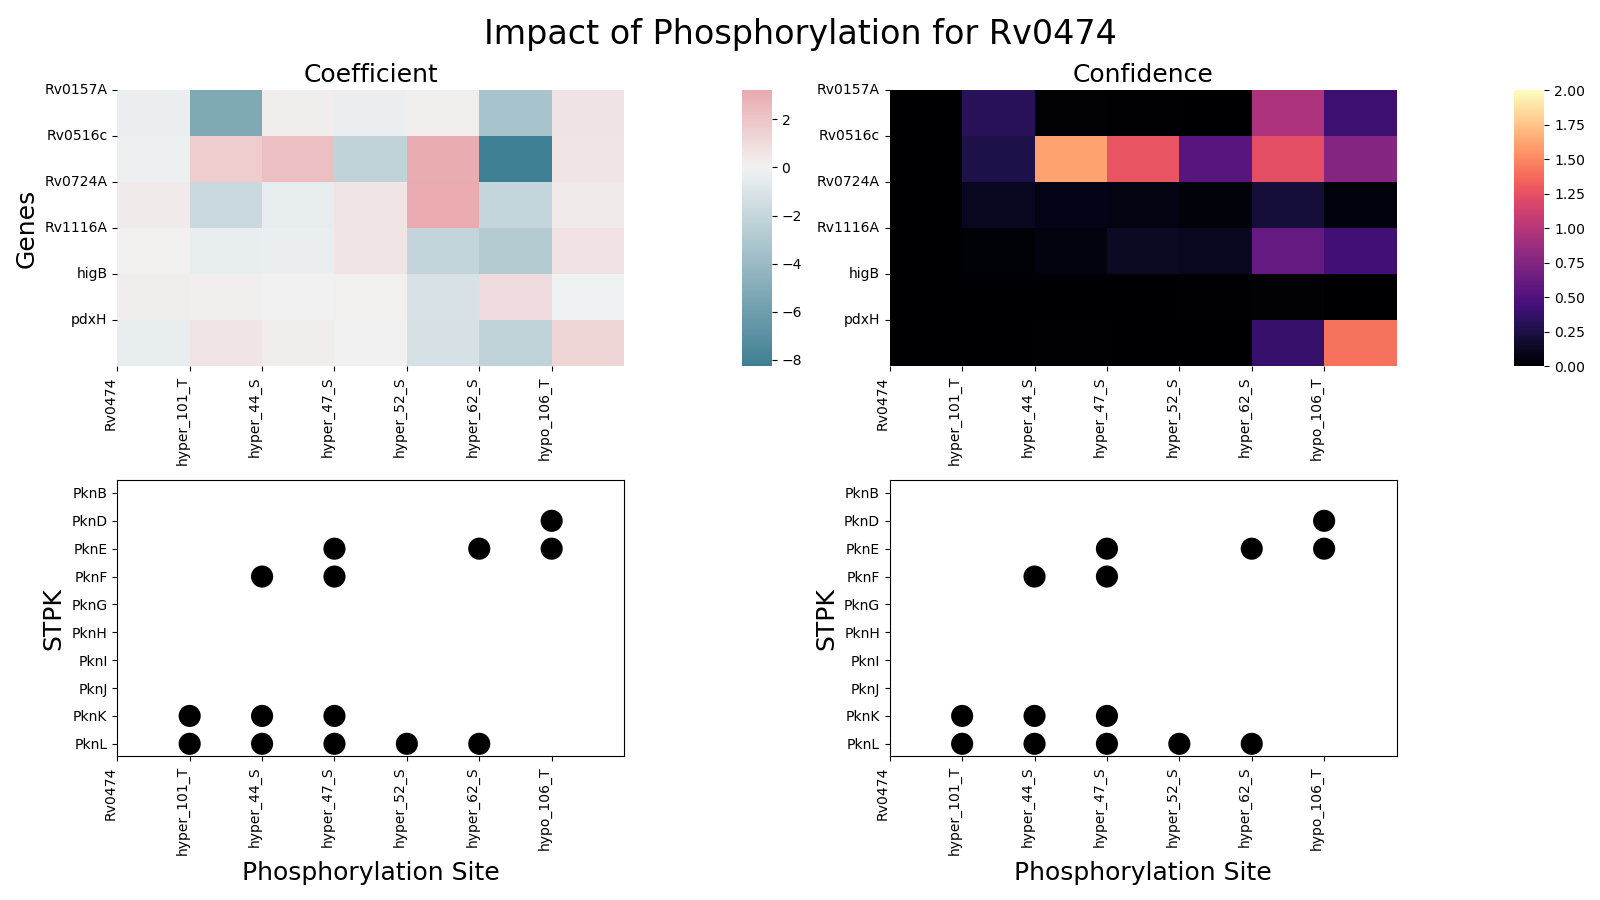 Impact of Phosphorylation for Rv0474
Coefficient
Genes
Rv0157A
Rv0516c
Rv0724A
Rv1116A
higB
pdxH
Rv0474
hyper_101_T
hyper_44_S
hyper_47_S
hyper_52_S
hyper_62_S
hypo_106_T
2
0
−2
−4
−6
−8
Confidence
Rv0157A
Rv0516c
Rv0724A
Rv1116A
higB
pdxH
Rv0474
hyper_101_T
hyper_44_S
hyper_47_S
hyper_52_S
hyper_62_S
hypo_106_T
2.00
1.75
1.50
1.25
1.00
0.75
0.50
0.25
0.00
STPK
PknB
PknD
PknE
PknF
PknG
PknH
PknI
PknJ
PknK
PknL
Rv0474
hyper_101_T
hyper_44_S
hyper_47_S
hyper_52_S
hyper_62_S
hypo_106_T
Phosphorylation Site
STPK
PknB
PknD
PknE
PknF
PknG
PknH
PknI
PknJ
PknK
PknL
Rv0474
hyper_101_T
hyper_44_S
hyper_47_S
hyper_52_S
hyper_62_S
hypo_106_T
Phosphorylation Site